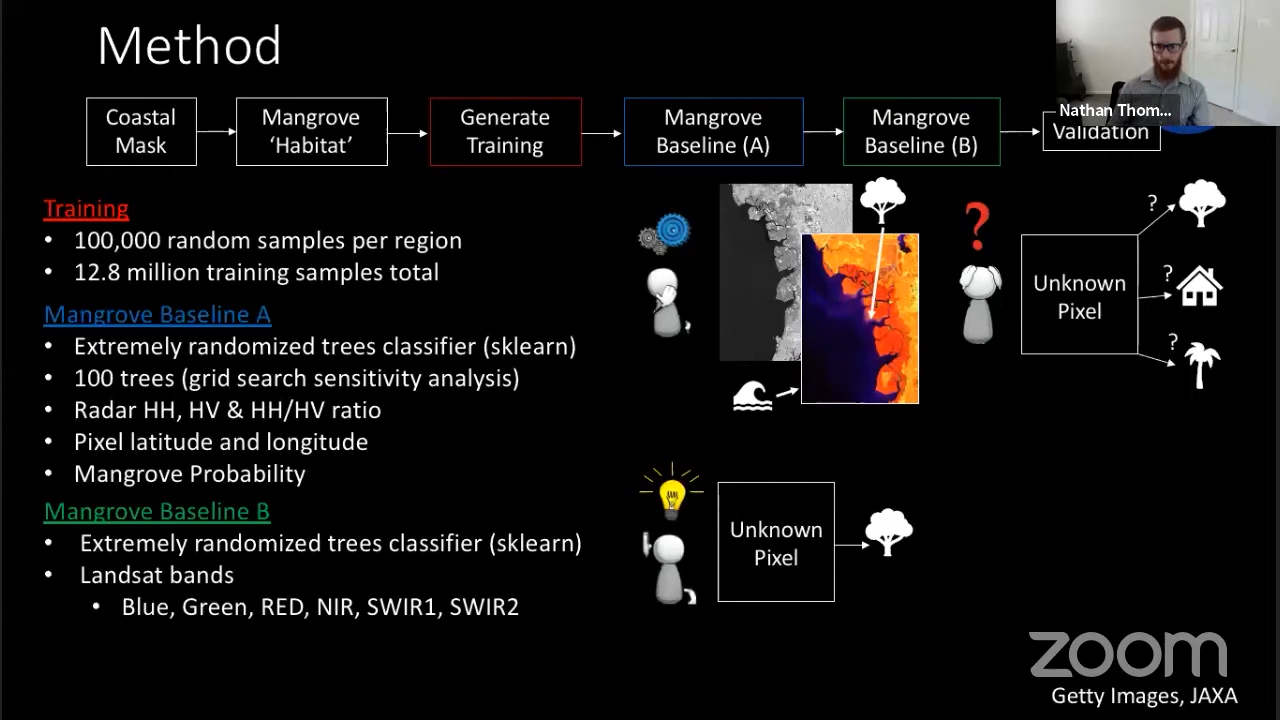 Method
Nathan Thom...
Coastal
Mask
Mangrove
‘Habitat’
Generate
Training
Mangrove
Baseline (A)
Mangrove
Baseline (B)
Validation
Training
• 100,000 random samples per region
• 12.8 million training samples total
Mangrove Baseline A
• Extremely randomized trees classifier (sklearn)
• 100 trees (grid search sensitivity analysis)
• Radar HH, HV & HH/HV ratio
• Pixel latitude and longitude
• Mangrove Probability
Mangrove Baseline B
• Extremely randomized trees classifier (sklearn)
• Landsat bands
• Blue, Green, RED, NIR, SWIR1, SWIR2
?
Unknown
Pixel
?
?
?
Unknown
Pixel
zoom
Getty Images, JAXA